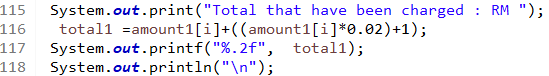 115 System.out.print("Total that have been charged : RM ");
116 total1 =amount1[i]+((amount1[i]*0.02)+1);
117 System.out.printf("%.2f", total1);
118 System.out.println("\n");